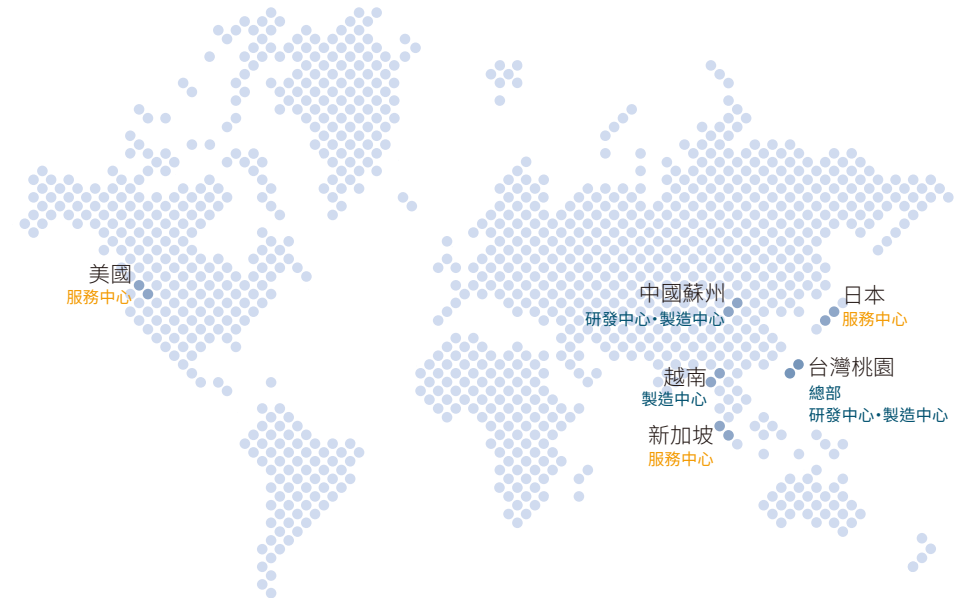 美國
服務中心
中國蘇州
研發中心•製造中心
日本
服務中心
越南
製造中心
台灣桃園
總部
研發中心•製造中心
新加坡
服務中心